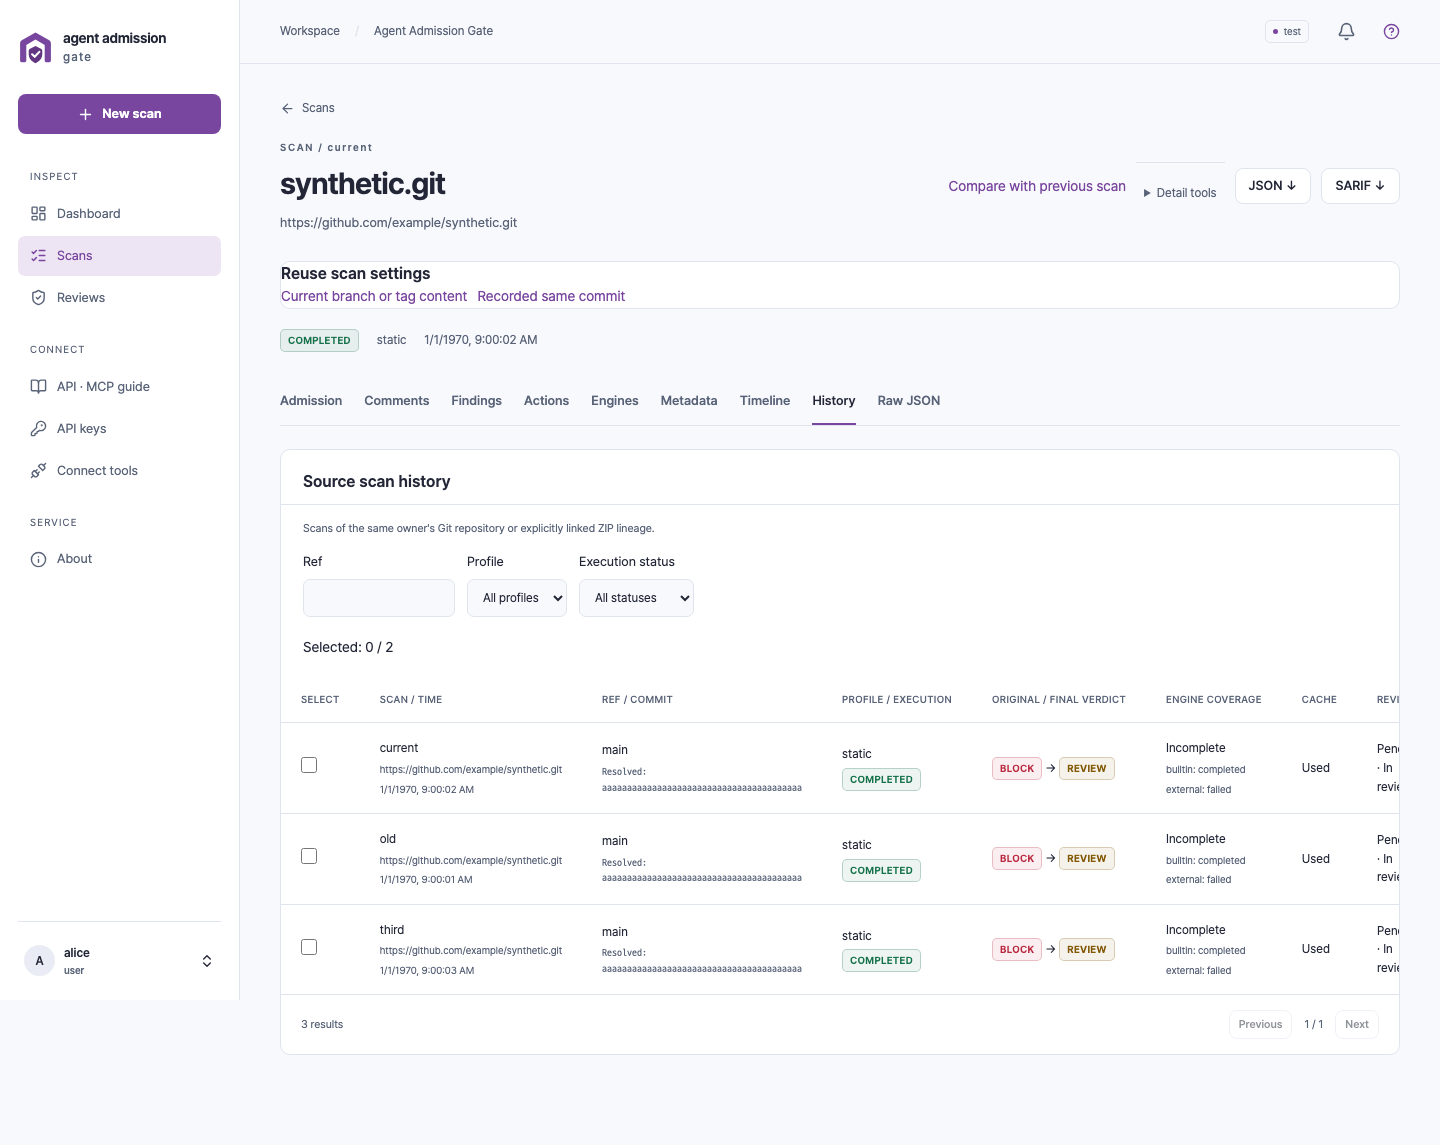 agent admission
gate
New scan
INSPECT
Dashboard
Scans
Reviews
CONNECT
API · MCP guide
API keys
Connect tools
SERVICE
About
A
alice
user
Workspace / Agent Admission Gate
test
Scans
SCAN / current
synthetic.git
https://github.com/example/synthetic.git
Compare with previous scan
Detail tools
JSON ↓
SARIF ↓
Reuse scan settings
Current branch or tag content Recorded same commit
COMPLETED static 1/1/1970, 9:00:02 AM
Admission Comments Findings Actions Engines Metadata Timeline History Raw JSON
Source scan history
Scans of the same owner's Git repository or explicitly linked ZIP lineage.
Ref Profile Execution status
All profiles All statuses
Selected: 0 / 2
SELECT SCAN / TIME REF / COMMIT PROFILE / EXECUTION ORIGINAL / FINAL VERDICT ENGINE COVERAGE CACHE REVI
current
https://github.com/example/synthetic.git
1/1/1970, 9:00:02 AM
main
Resolved:
aaaaaaaaaaaaaaaaaaaaaaaaaaaaaaaaaaaaaaaa
static
COMPLETED
BLOCK → REVIEW
Incomplete
builtin: completed
external: failed
Used
Pen
· In
revie
old
https://github.com/example/synthetic.git
1/1/1970, 9:00:01 AM
main
Resolved:
aaaaaaaaaaaaaaaaaaaaaaaaaaaaaaaaaaaaaaaa
static
COMPLETED
BLOCK → REVIEW
Incomplete
builtin: completed
external: failed
Used
Pen
· In
revie
third
https://github.com/example/synthetic.git
1/1/1970, 9:00:03 AM
main
Resolved:
aaaaaaaaaaaaaaaaaaaaaaaaaaaaaaaaaaaaaaaa
static
COMPLETED
BLOCK → REVIEW
Incomplete
builtin: completed
external: failed
Used
Pen
· In
revie
3 results
Previous 1 / 1 Next